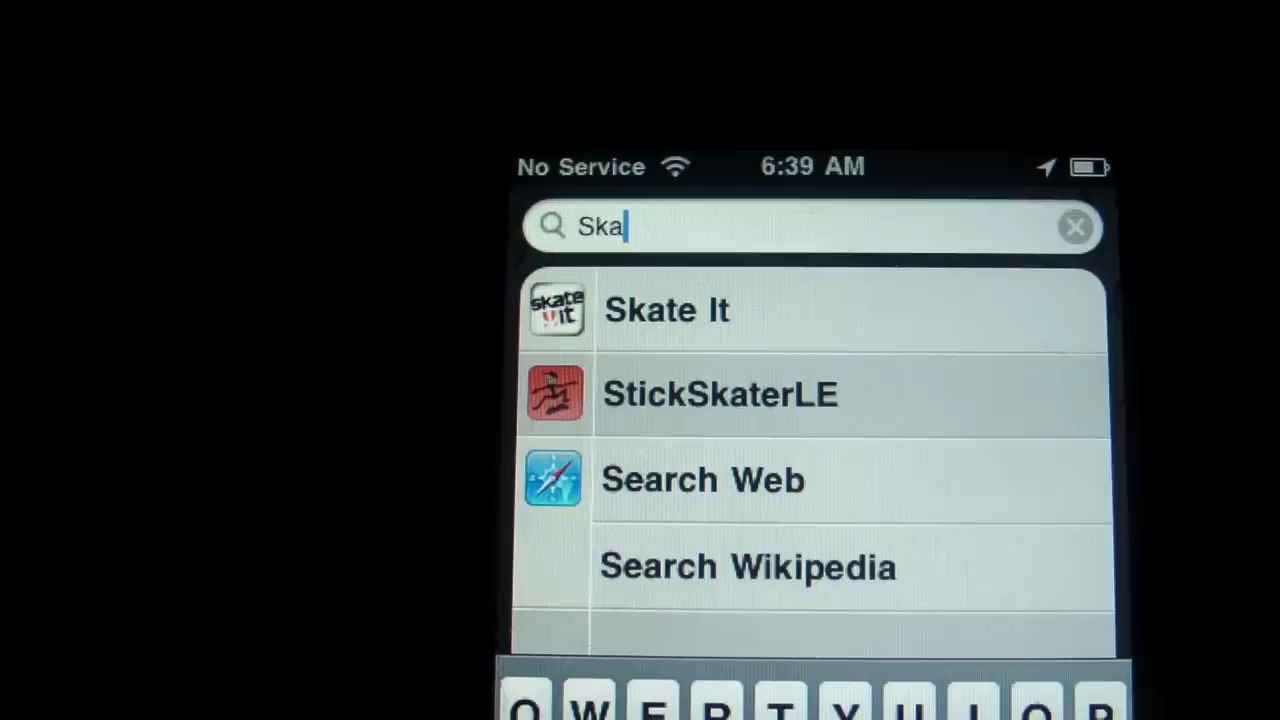 No Service 6:39 AM
Ska
skate it Skate It
StickSkaterLE
Search Web
Search Wikipedia
Q W E R T Y U I O P